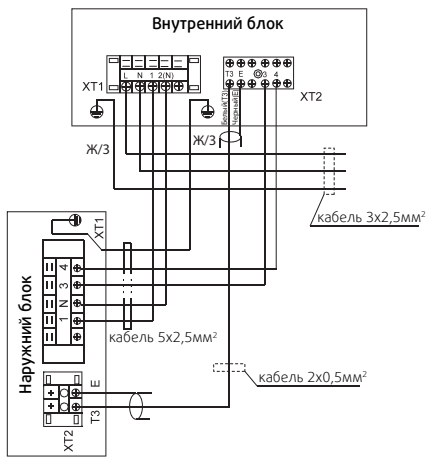 Внутренний блок
XT1
L N 1 2(N)
T3 E 3 4
XT2
Белый(T3)
Черный(E)
Ж/З
Ж/З
кабель 3х2,5мм²
Наружний блок
XT1
1 N 3 4
кабель 5х2,5мм²
кабель 2х0,5мм²
E
T3
XT2